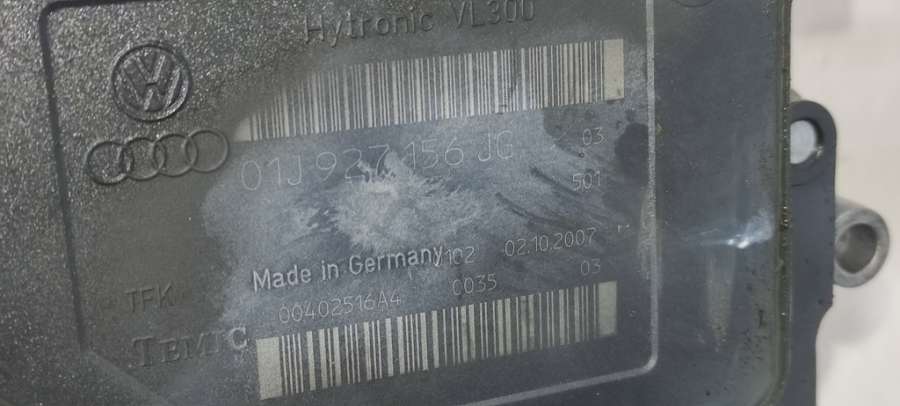 Hytronic VL300
01J 927 156 JG 03
501
Made in Germany 102 02.10.2007
00402516A4 0035 03
TFK
TEMIC